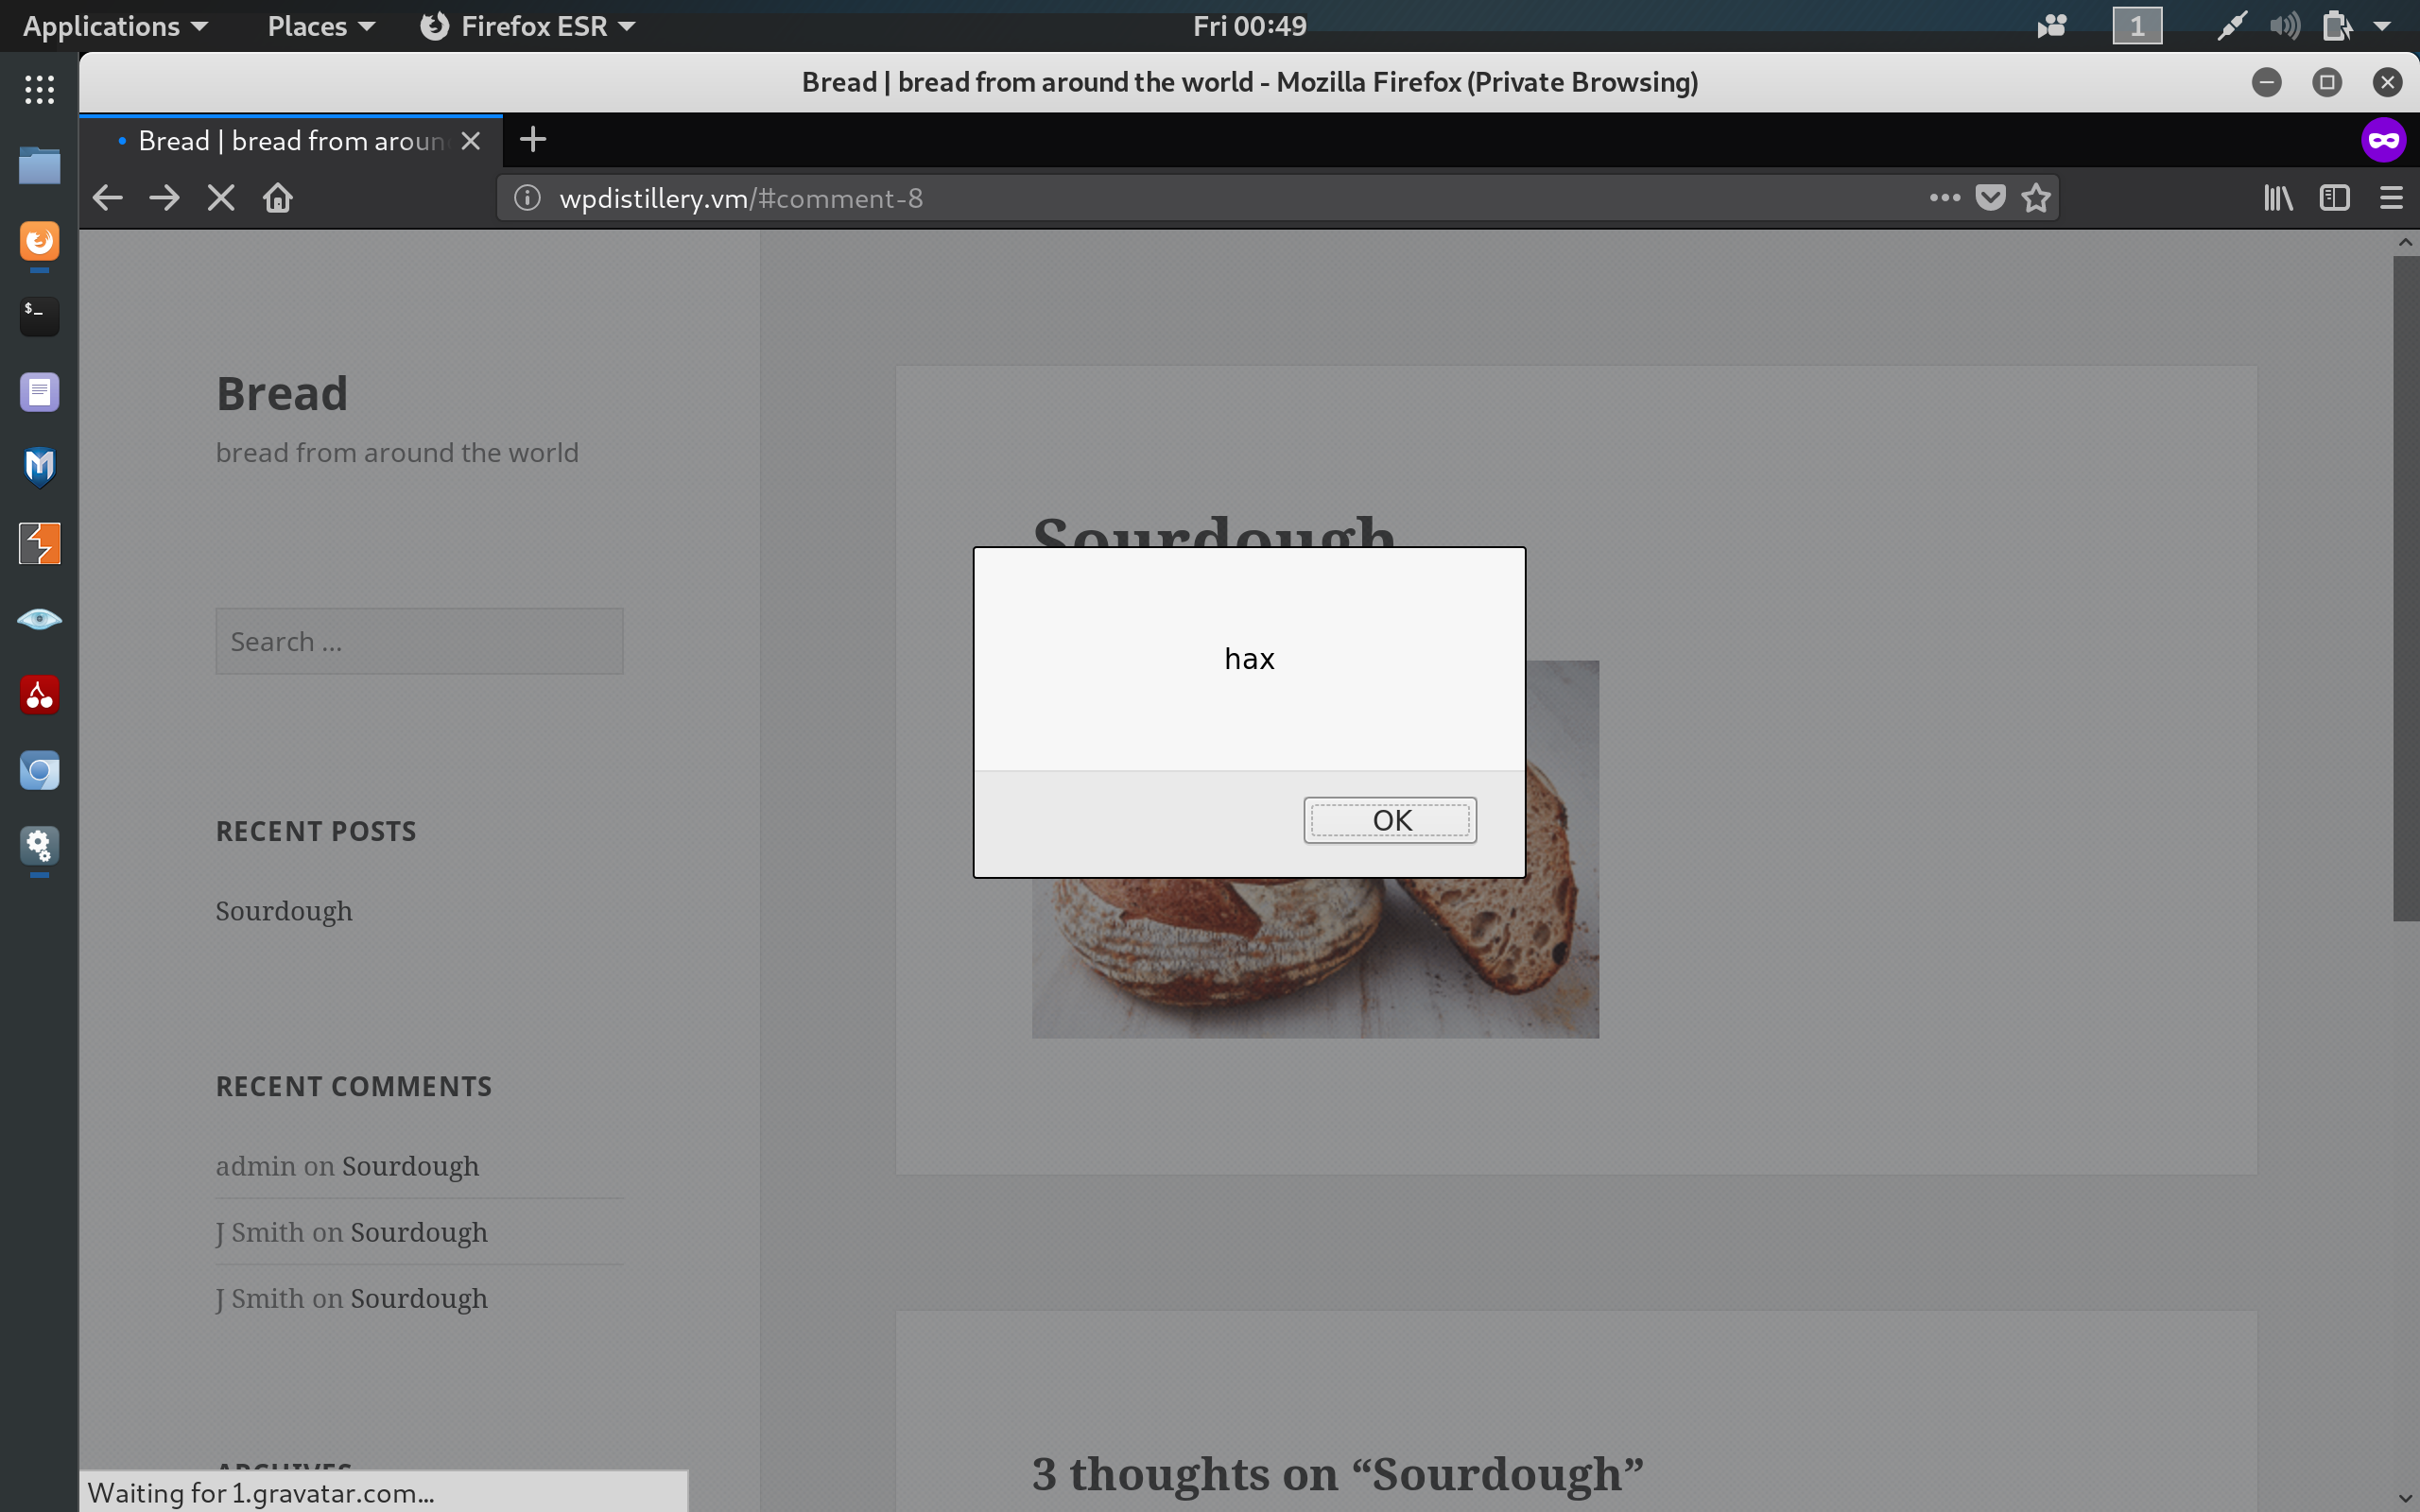 Applications Places Firefox ESR Fri 00:49 1
Bread | bread from around the world - Mozilla Firefox (Private Browsing)
Bread | bread from aroun
wpdistillery.vm/#comment-8
$_
Bread
bread from around the world
Search ...
RECENT POSTS
Sourdough
RECENT COMMENTS
admin on Sourdough
J Smith on Sourdough
J Smith on Sourdough
ARCHIVES
Waiting for 1.gravatar.com...
Sourdough
hax
OK
3 thoughts on “Sourdough”